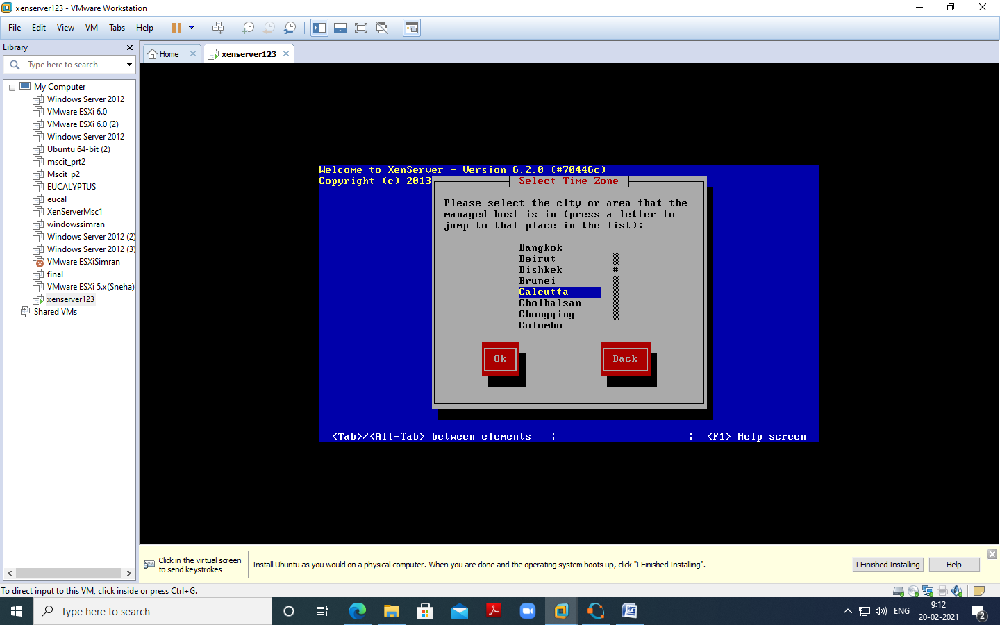 xenserver123 - VMware Workstation
File Edit View VM Tabs Help
Library
Type here to search
My Computer
Windows Server 2012
VMware ESXi 6.0
VMware ESXi 6.0 (2)
Windows Server 2012
Ubuntu 64-bit (2)
mscit_prt2
Mscit_p2
EUCALYPTUS
eucal
XenServerMsc1
windowssimran
Windows Server 2012 (2)
Windows Server 2012 (3)
VMware ESXiSimran
final
VMware ESXi 5.x(Sneha)
xenserver123
Shared VMs
Home xenserver123
Welcome to XenServer - Version 6.2.0 (#70446c)
Copyright (c) 2013
Select Time Zone
Please select the city or area that the
managed host is in (press a letter to
jump to that place in the list):
Bangkok
Beirut
Bishkek #
Brunei
Calcutta
Choibalsan
Chongqing
Colombo
Ok Back
<Tab>/<Alt-Tab> between elements ¦ ¦ <F1> Help screen
Click in the virtual screen
to send keystrokes
Install Ubuntu as you would on a physical computer. When you are done and the operating system boots up, click "I Finished Installing".
I Finished Installing Help
To direct input to this VM, click inside or press Ctrl+G.
Type here to search
ENG
9:12
20-02-2021
2